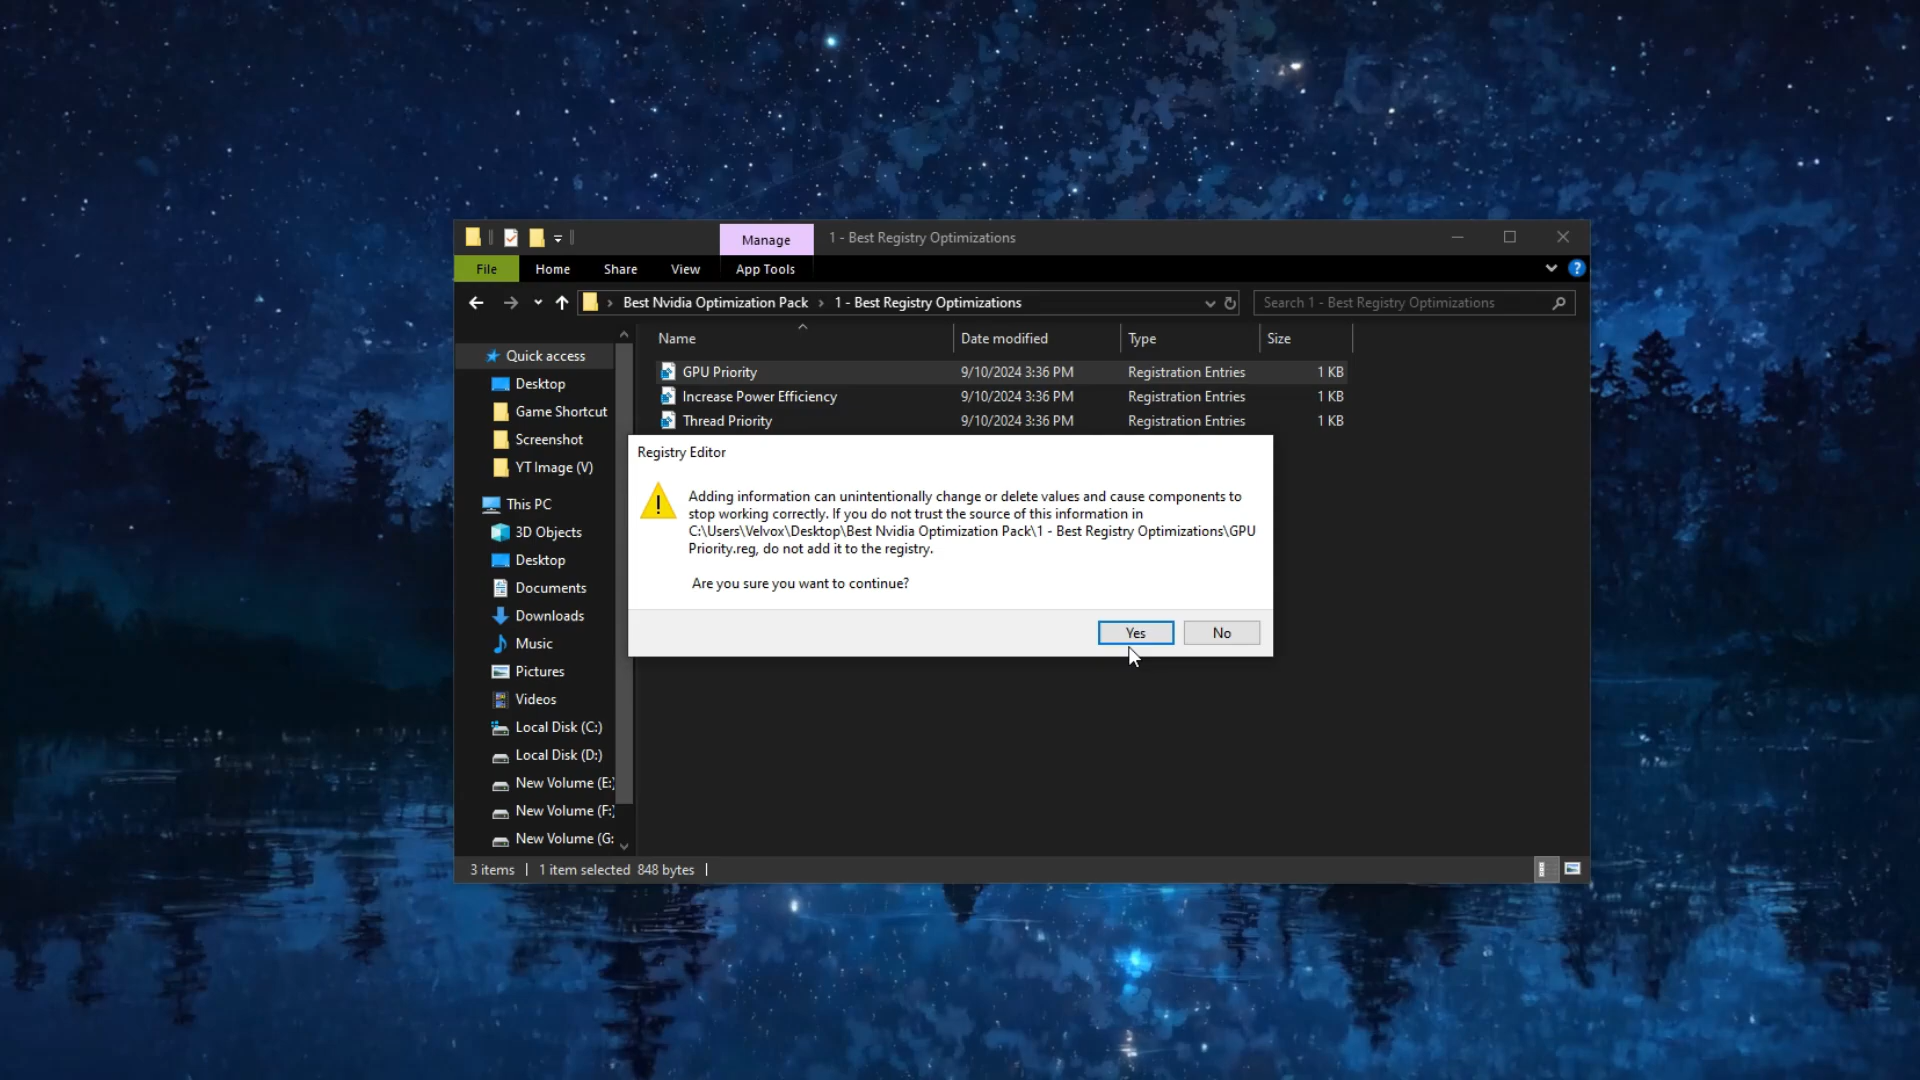 Manage
1 - Best Registry Optimizations
File
Home
Share
View
App Tools
Best Nvidia Optimization Pack
1 - Best Registry Optimizations
Search 1 - Best Registry Optimizations
Name
Date modified
Type
Size
Quick access
Desktop
Game Shortcut
Screenshot
YT Image (V)
This PC
3D Objects
Desktop
Documents
Downloads
Music
Pictures
Videos
Local Disk (C:)
Local Disk (D:)
New Volume (E:)
New Volume (F:)
New Volume (G:
GPU Priority 9/10/2024 3:36 PM Registration Entries 1 KB
Increase Power Efficiency 9/10/2024 3:36 PM Registration Entries 1 KB
Thread Priority 9/10/2024 3:36 PM Registration Entries 1 KB
Registry Editor
Adding information can unintentionally change or delete values and cause components to
stop working correctly. If you do not trust the source of this information in
C:\Users\Velvox\Desktop\Best Nvidia Optimization Pack\1 - Best Registry Optimizations\GPU
Priority.reg, do not add it to the registry.
Are you sure you want to continue?
Yes
No
3 items
1 item selected 848 bytes